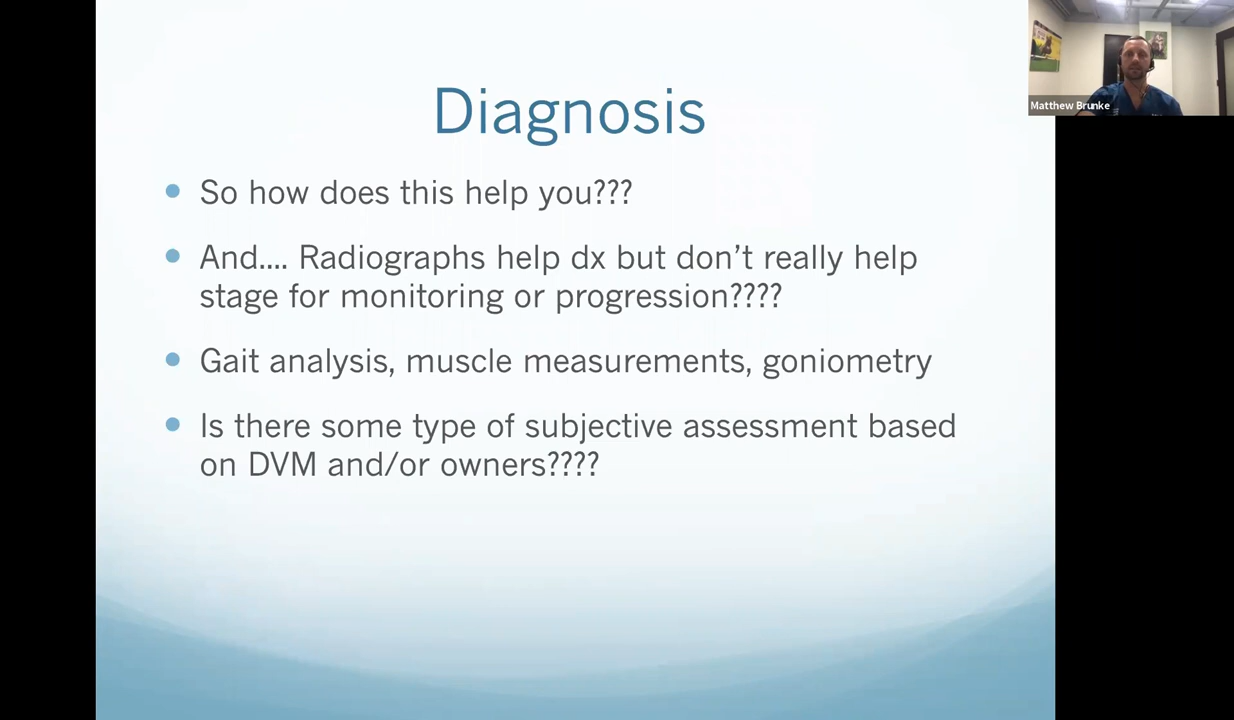 Diagnosis
So how does this help you???
And.... Radiographs help dx but don't really help
stage for monitoring or progression????
Gait analysis, muscle measurements, goniometry
Is there some type of subjective assessment based
on DVM and/or owners????
Matthew Brunke